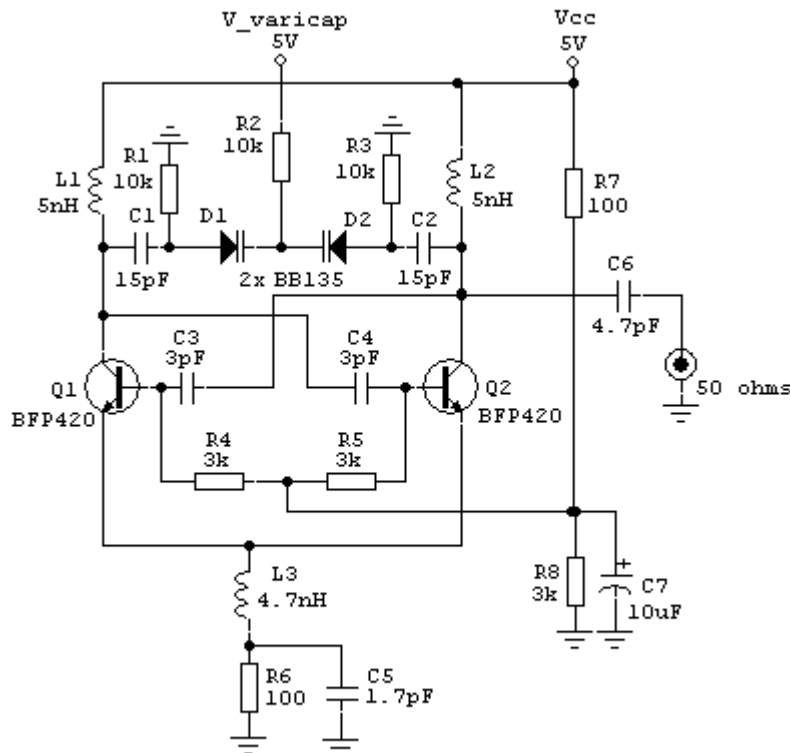 V_varicap
5V
Vcc
5V
R1
10k
R2
10k
R3
10k
L1
5nH
L2
5nH
R7
100
C1
15pF
D1
2x BB135
D2
C2
15pF
C6
4.7pF
50 ohms
C3
3pF
C4
3pF
Q1
BFP420
Q2
BFP420
R4
3k
R5
3k
L3
4.7nH
R8
3k
+
C7
10uF
R6
100
C5
1.7pF